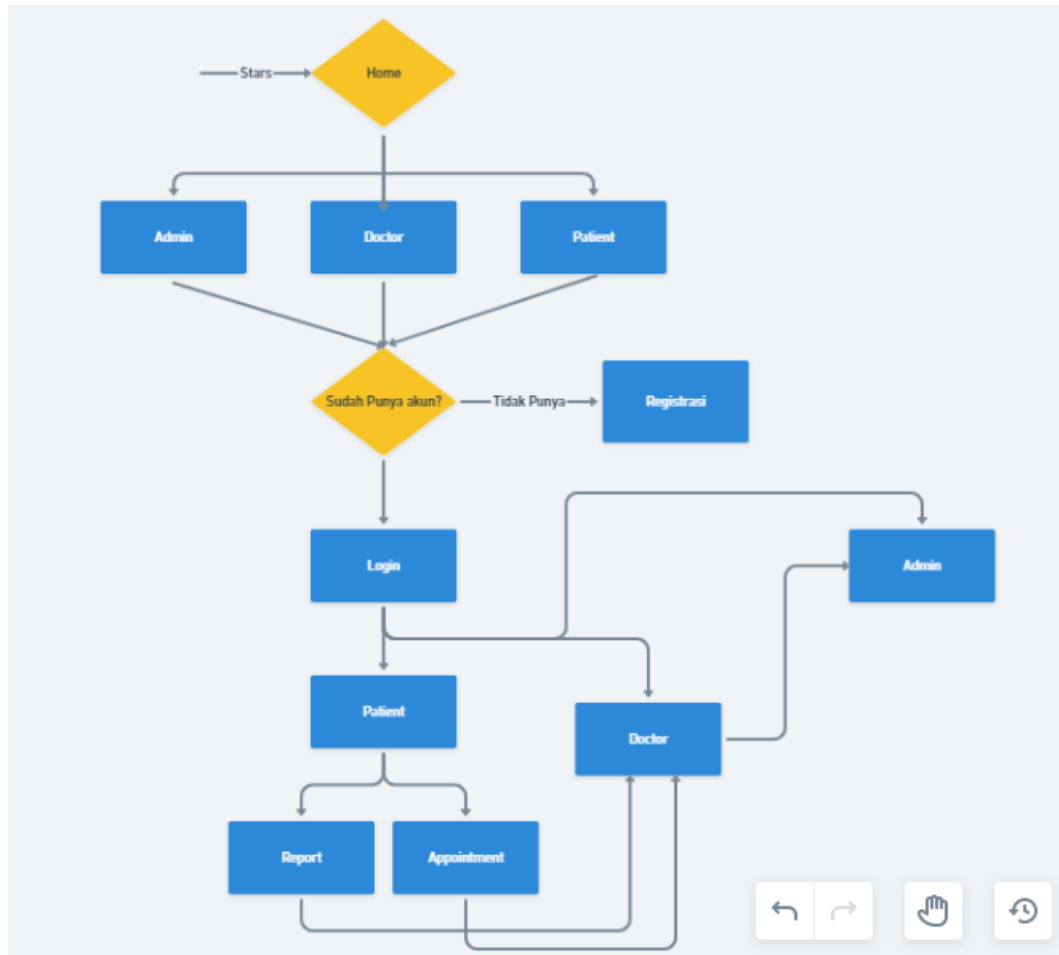 Stars
Home
Admin
Doctor
Patient
Sudah Punya akun?
Tidak Punya
Registrasi
Login
Admin
Patient
Doctor
Report
Appointment